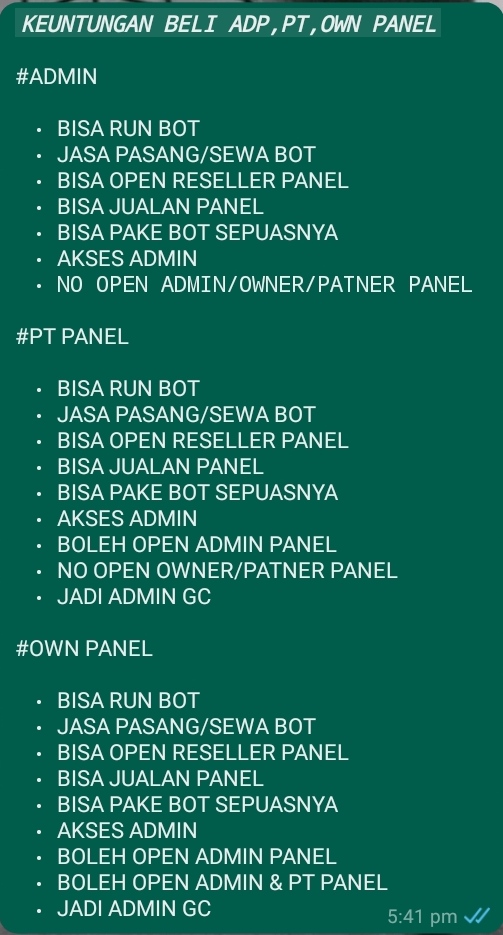 KEUNTUNGAN BELI ADP,PT,OWN PANEL
#ADMIN
• BISA RUN BOT
• JASA PASANG/SEWA BOT
• BISA OPEN RESELLER PANEL
• BISA JUALAN PANEL
• BISA PAKE BOT SEPUASNYA
• AKSES ADMIN
• NO OPEN ADMIN/OWNER/PATNER PANEL
#PT PANEL
• BISA RUN BOT
• JASA PASANG/SEWA BOT
• BISA OPEN RESELLER PANEL
• BISA JUALAN PANEL
• BISA PAKE BOT SEPUASNYA
• AKSES ADMIN
• BOLEH OPEN ADMIN PANEL
• NO OPEN OWNER/PATNER PANEL
• JADI ADMIN GC
#OWN PANEL
• BISA RUN BOT
• JASA PASANG/SEWA BOT
• BISA OPEN RESELLER PANEL
• BISA JUALAN PANEL
• BISA PAKE BOT SEPUASNYA
• AKSES ADMIN
• BOLEH OPEN ADMIN PANEL
• BOLEH OPEN ADMIN & PT PANEL
• JADI ADMIN GC
5:41 pm